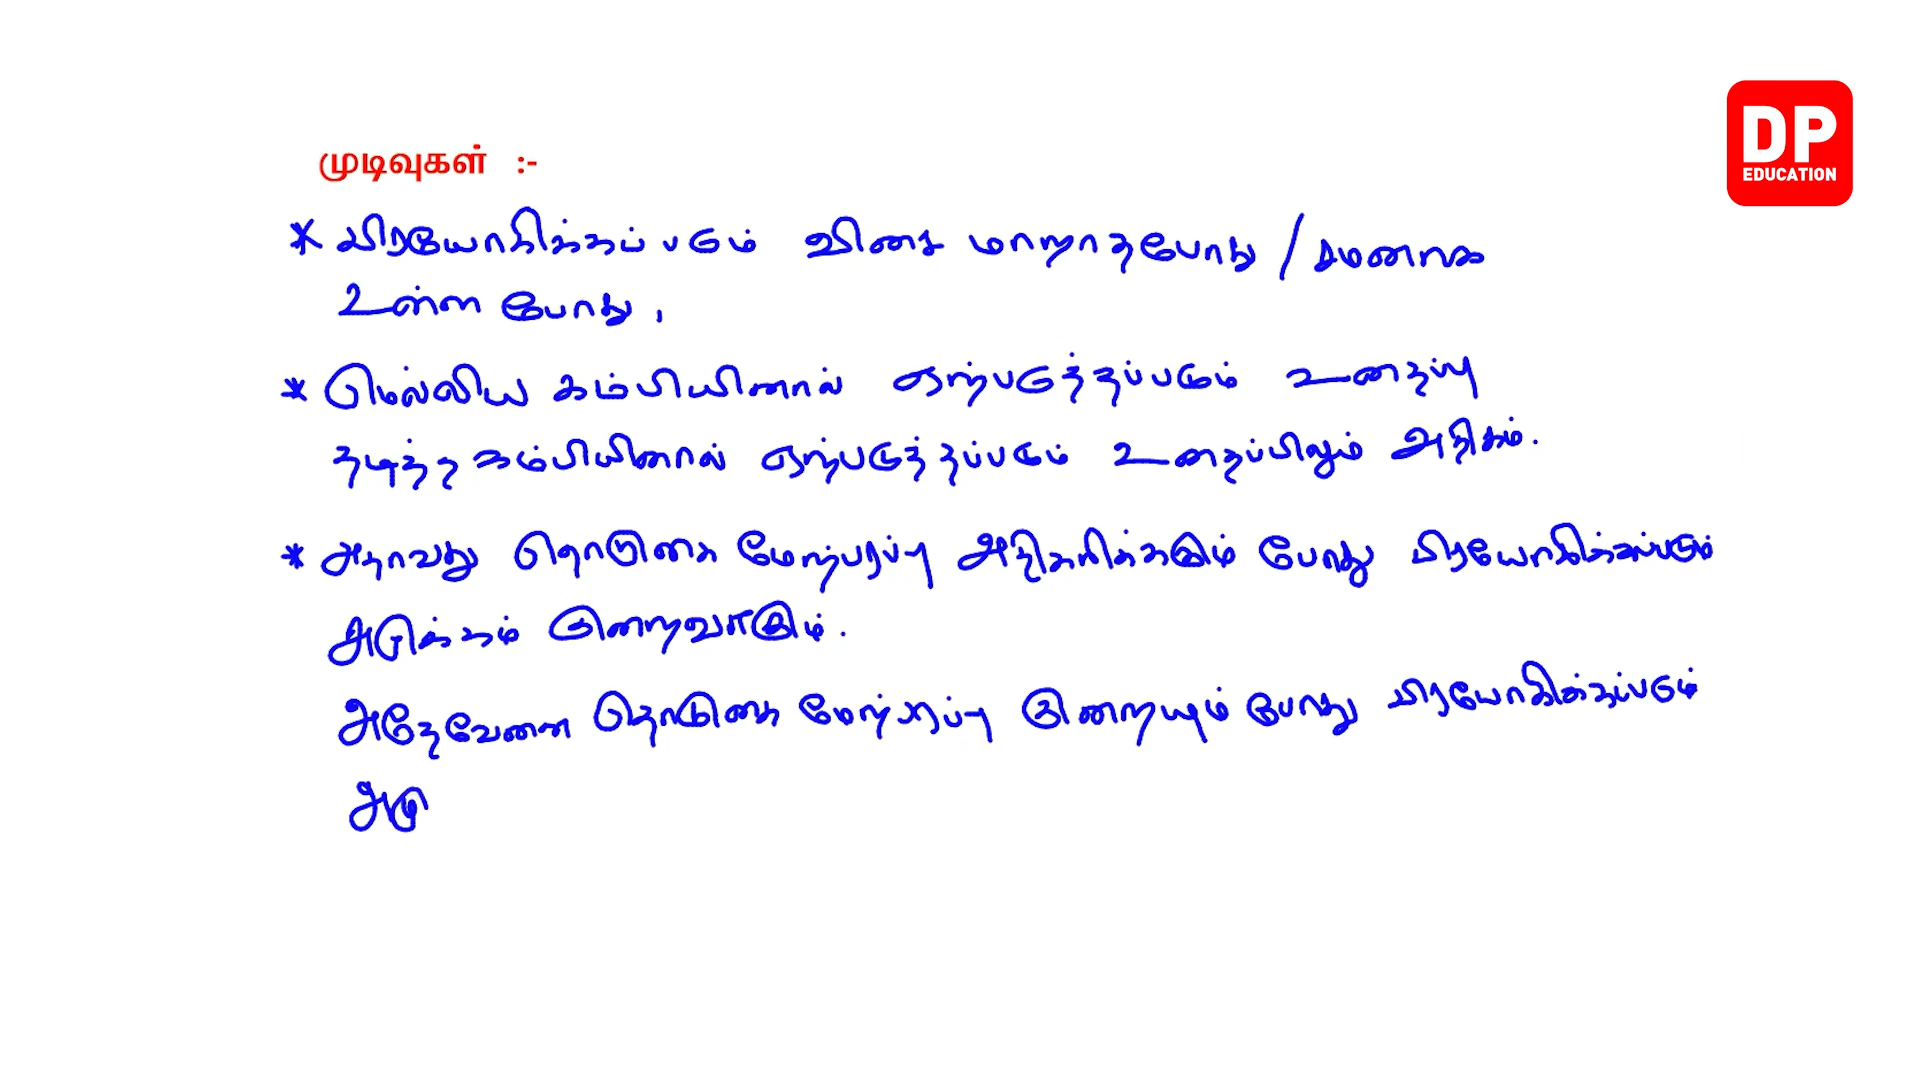 DP
EDUCATION
முடிவுகள் :-
* பிரயோகிக்கப்படும் விசை மாறாதபோது / சமனாக
உள்ள போது,
* மெல்லிய கம்பியினால் ஏற்படுத்தப்படும் உதைப்பு
தடித்த கம்பியினால் ஏற்படுத்தப்படும் உதைப்பிலும் அதிகம்.
* அதாவது தொடுகை மேற்பரப்பு அதிகரிக்கும் போது பிரயோகிக்கப்படும்
அமுக்கம் குறைவாகும்.
அதேவேளை தொடுகை மேற்பரப்பு குறையும் போது பிரயோகிக்கப்படும்
அமு